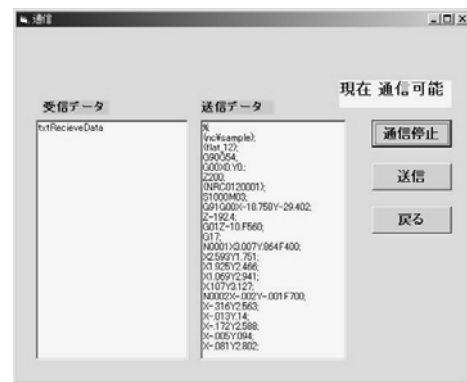 通信
現在 通信可能
受信データ
送信データ
txtRecieveData
%
(nc¥sample);
(flat_12);
G90G54;
G00X0.Y0.;
Z200.
(NRC0120001);
S1000M03;
G91G00X-18.758Y-29.402;
Z-192.4;
G01Z-10.F560;
G17;
N0001X3.007Y.864F400;
X2.593Y1.751;
X1.925Y2.466;
X1.069Y2.941;
X.107Y3.127;
N0002X-.002Y-.001F700;
X-.316Y2.563;
X-.013Y.14;
X-.172Y2.588;
X-.005Y.094;
X-.081Y2.802;
通信停止
送信
戻る